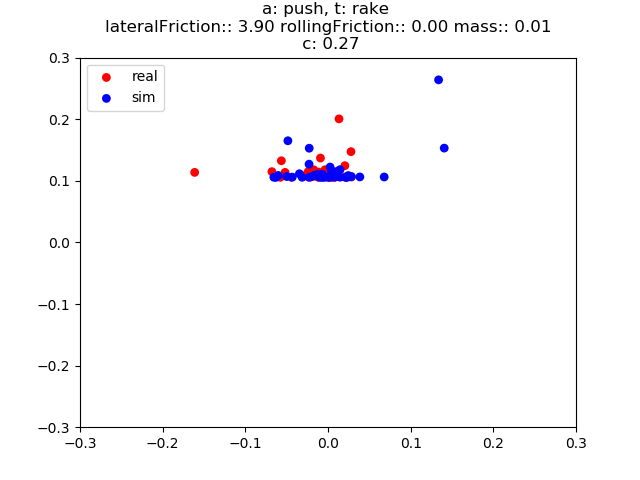 a: push, t: rake
lateralFriction:: 3.90 rollingFriction:: 0.00 mass:: 0.01
c: 0.27
real
sim
0.3
0.2
0.1
0.0
−0.1
−0.2
−0.3
−0.3
−0.2
−0.1
0.0
0.1
0.2
0.3